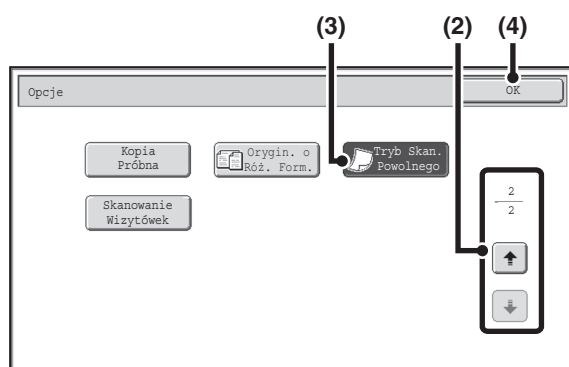 (3) (2) (4)
Opcje OK
Kopia
Próbna
Orygin. o
Róż. Form.
Tryb Skan.
Powolnego
Skanowanie
Wizytówek
2
2